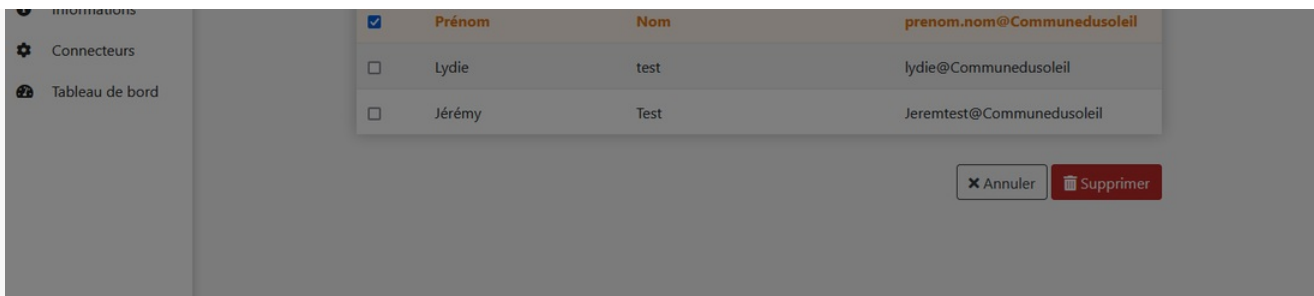 Informations
Prénom Nom prenom.nom@Communedusoleil
Connecteurs
Lydie test lydie@Communedusoleil
Tableau de bord
Jérémy Test Jeremtest@Communedusoleil
Annuler Supprimer